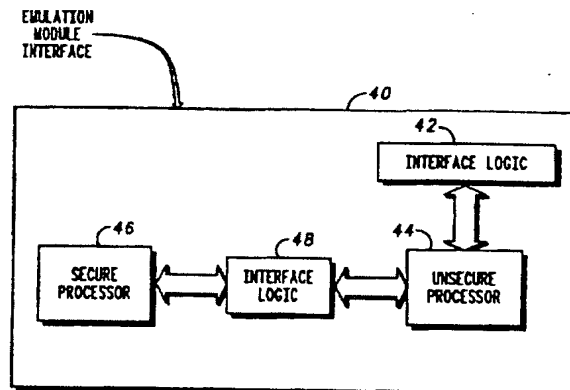 EMULATION
MODULE
INTERFACE
40
42
INTERFACE LOGIC
46
48
44
SECURE
PROCESSOR
INTERFACE
LOGIC
UNSECURE
PROCESSOR